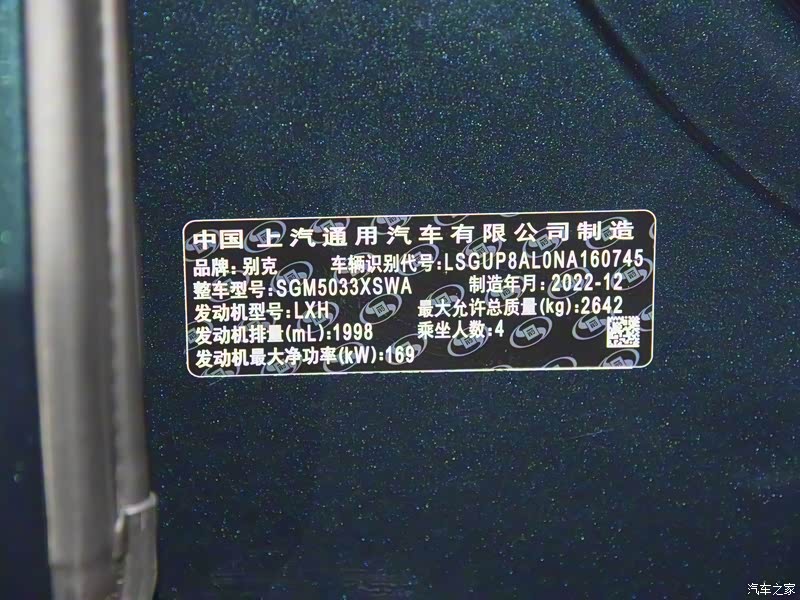 中国 上汽通用汽车有限公司制造
品牌: 别克 车辆识别代号:LSGUP8AL0NA160745
整车型号:SGM5033XSWA 制造年月: 2022-12
发动机型号:LXH 最大允许总质量(kg):2642
发动机排量(mL):1998 乘坐人数:4
发动机最大净功率(kW):169
汽车之家